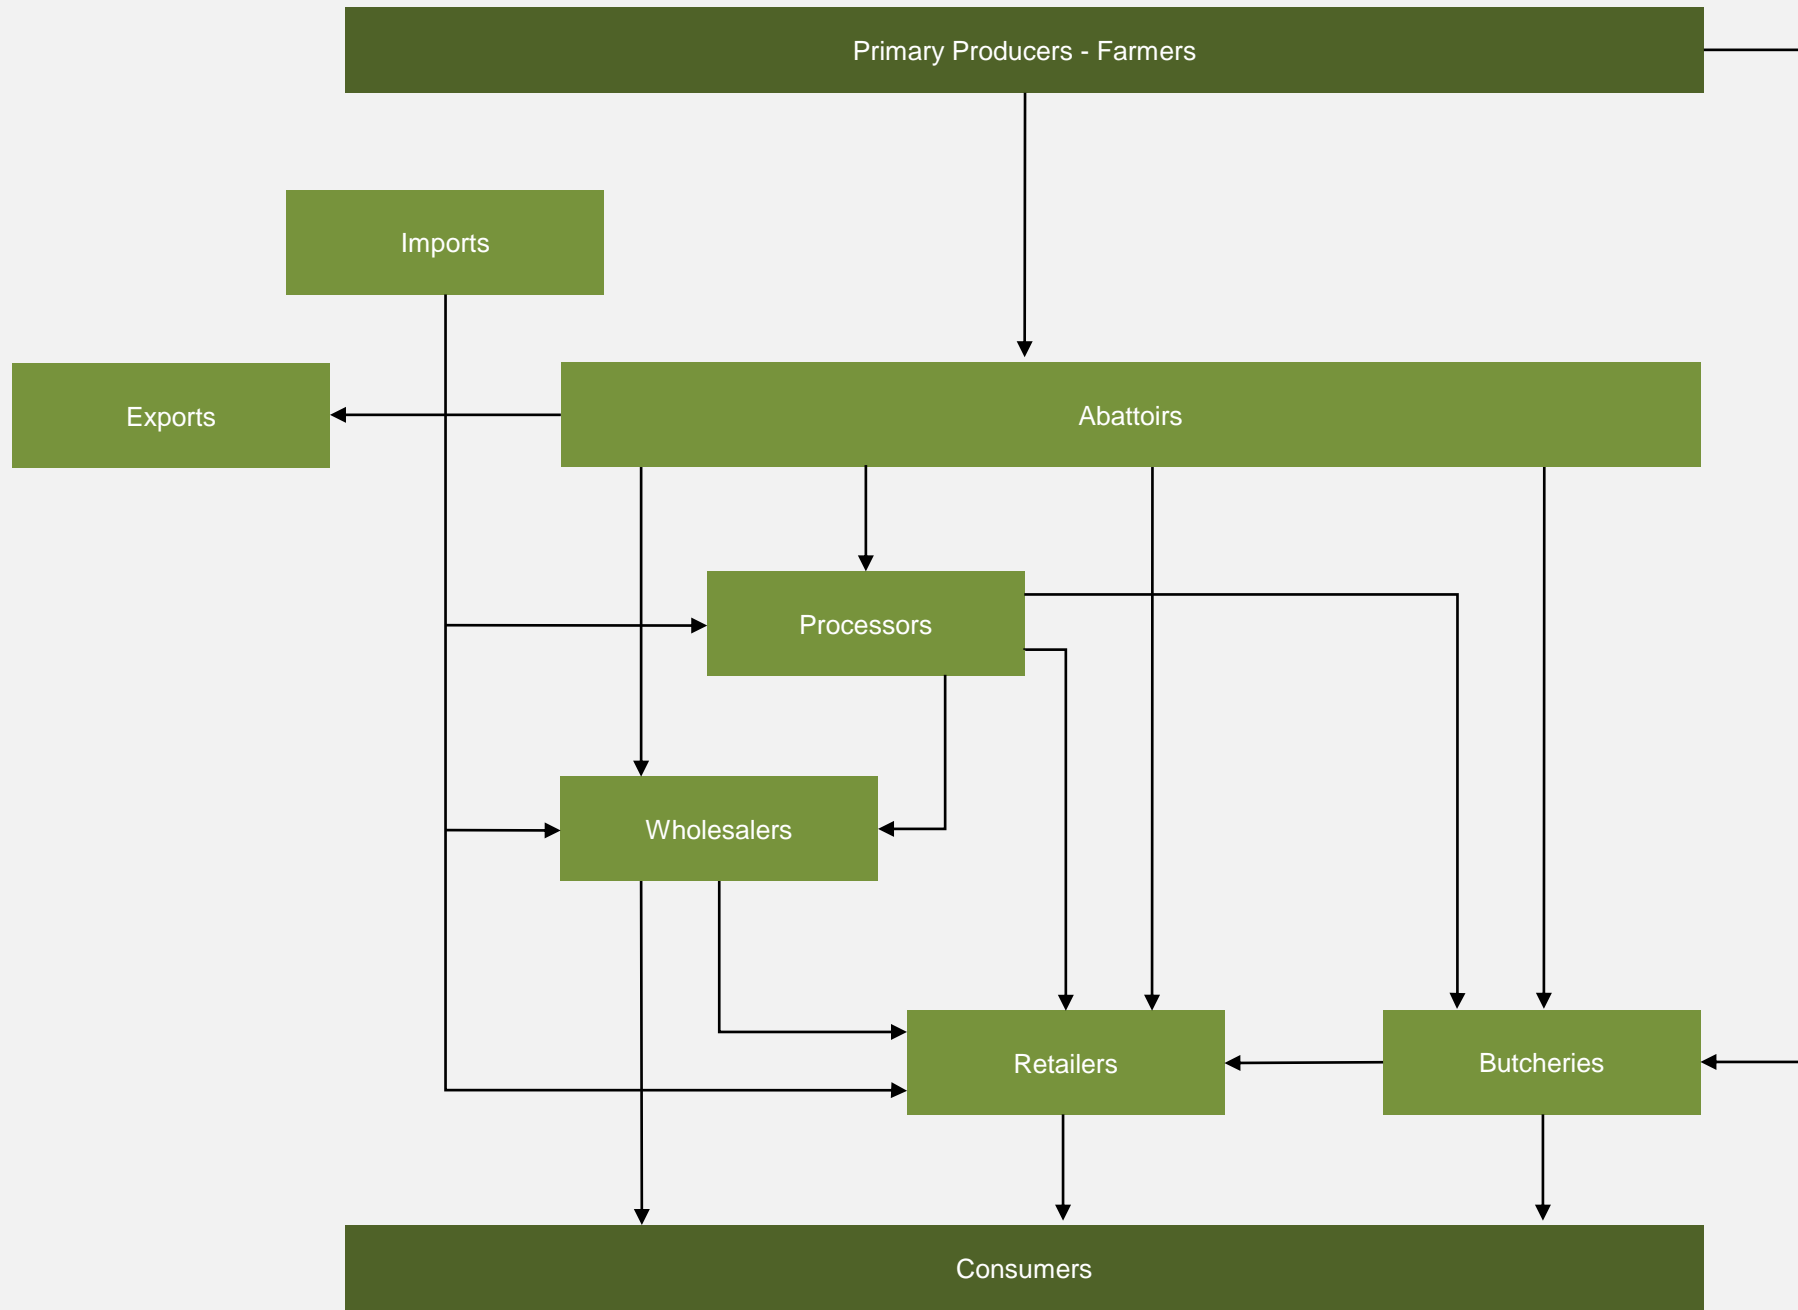 Primary Producers - Farmers
Imports
Exports
Abattoirs
Processors
Wholesalers
Retailers
Butcheries
Consumers